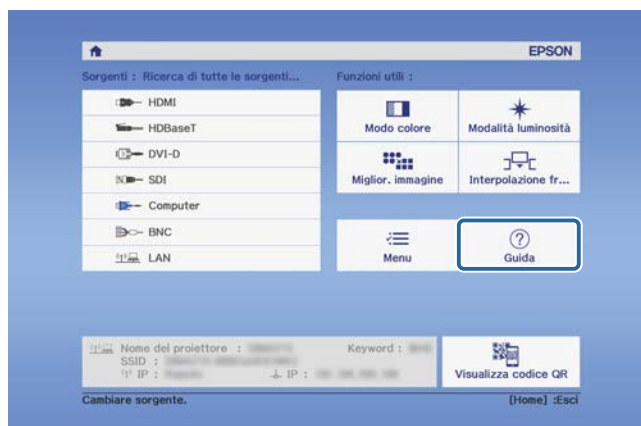 EPSON
Sorgenti : Ricerca di tutte le sorgenti...
Funzioni utili :
HDMI
HDBaseT
DVI-D
SDI
Computer
BNC
LAN
Modo colore
Modalità luminosità
Miglior. immagine
Interpolazione fr...
Menu
Guida
Nome del proiettore :
Keyword :
SSID :
IP :
IP :
Visualizza codice QR
Cambiare sorgente.
[Home] :Esci